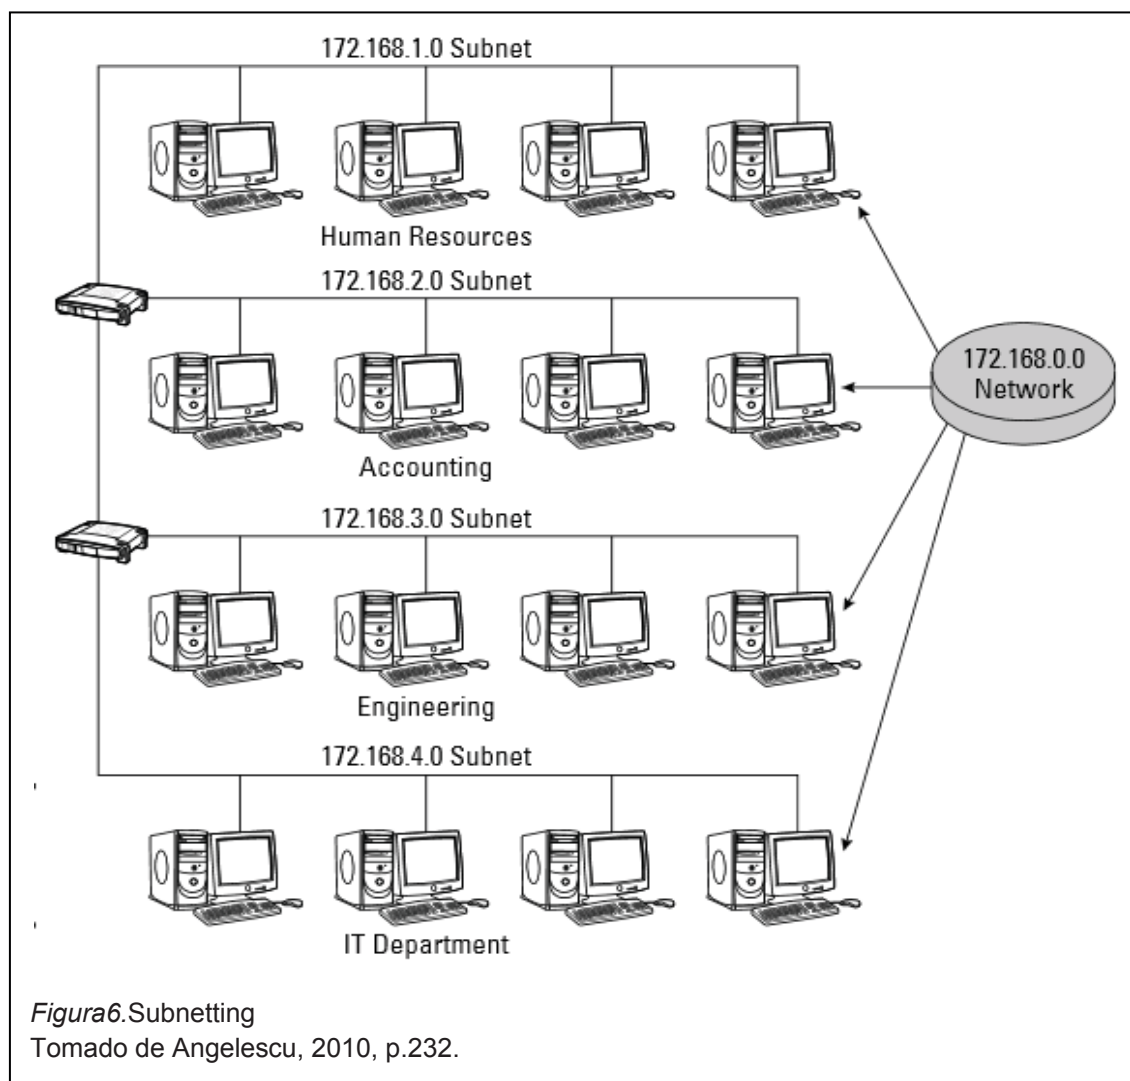 172.168.1.0 Subnet
Human Resources
172.168.2.0 Subnet
172.168.0.0
Network
Accounting
172.168.3.0 Subnet
Engineering
172.168.4.0 Subnet
IT Department
Figura6.Subnetting
Tomado de Angelescu, 2010, p.232.